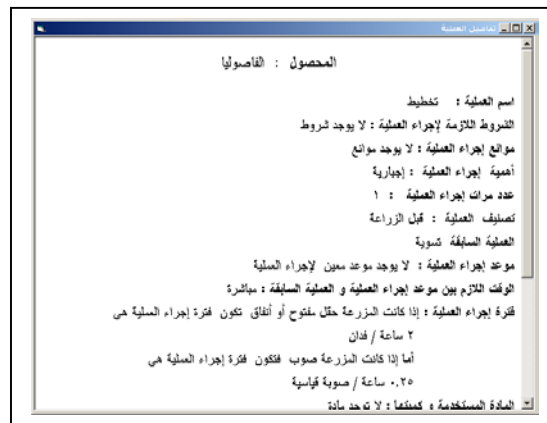 تفاصيل العملية
المحصول : الفاصوليا
اسم العملية : تخطيط
الشروط اللازمة لإجراء العملية : لا يوجد شروط
موانع إجراء العملية : لا يوجد موانع
أهمية إجراء العملية : إجبارية
عدد مرات إجراء العملية : ١
تصنيف العملية : قبل الزراعة
العملية السابقة تسوية
موعد إجراء العملية : لا يوجد موعد معين لإجراء العملية
الوقت اللازم بين موعد إجراء العملية و العملية السابقة : مباشرة
فترة إجراء العملية : إذا كانت المزرعة حقل مفتوح أو أنفاق تكون فترة إجراء العملية هى
٢ ساعة / فدان
أما إذا كانت المزرعة صوب فتكون فترة إجراء العملية هي
٠.٢٥ ساعة / صوبة قياسية
المادة المستخدمة و كميتها : لا توجد مادة